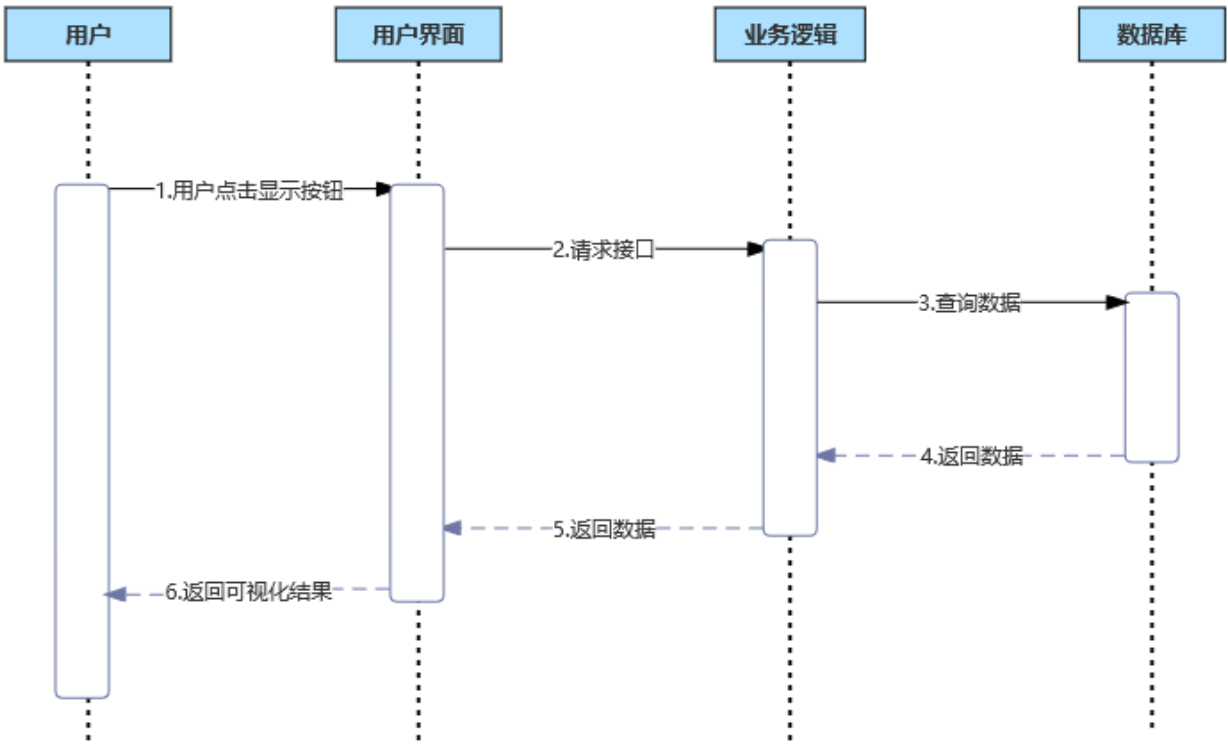 用户
用户界面
业务逻辑
数据库
1.用户点击显示按钮
2.请求接口
3.查询数据
4.返回数据
5.返回数据
6.返回可视化结果